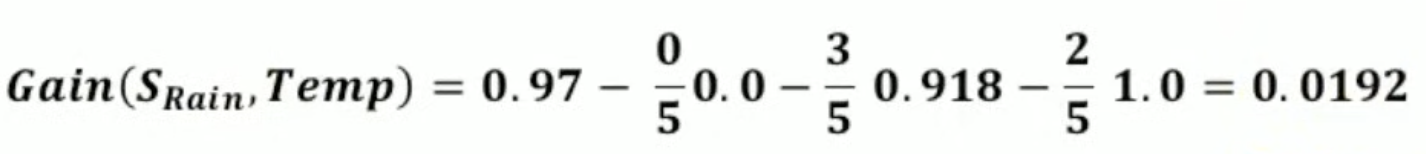 Gain(S_Rain, Temp) = 0.97 − 0/5 0.0 − 3/5 0.918 − 2/5 1.0 = 0.0192